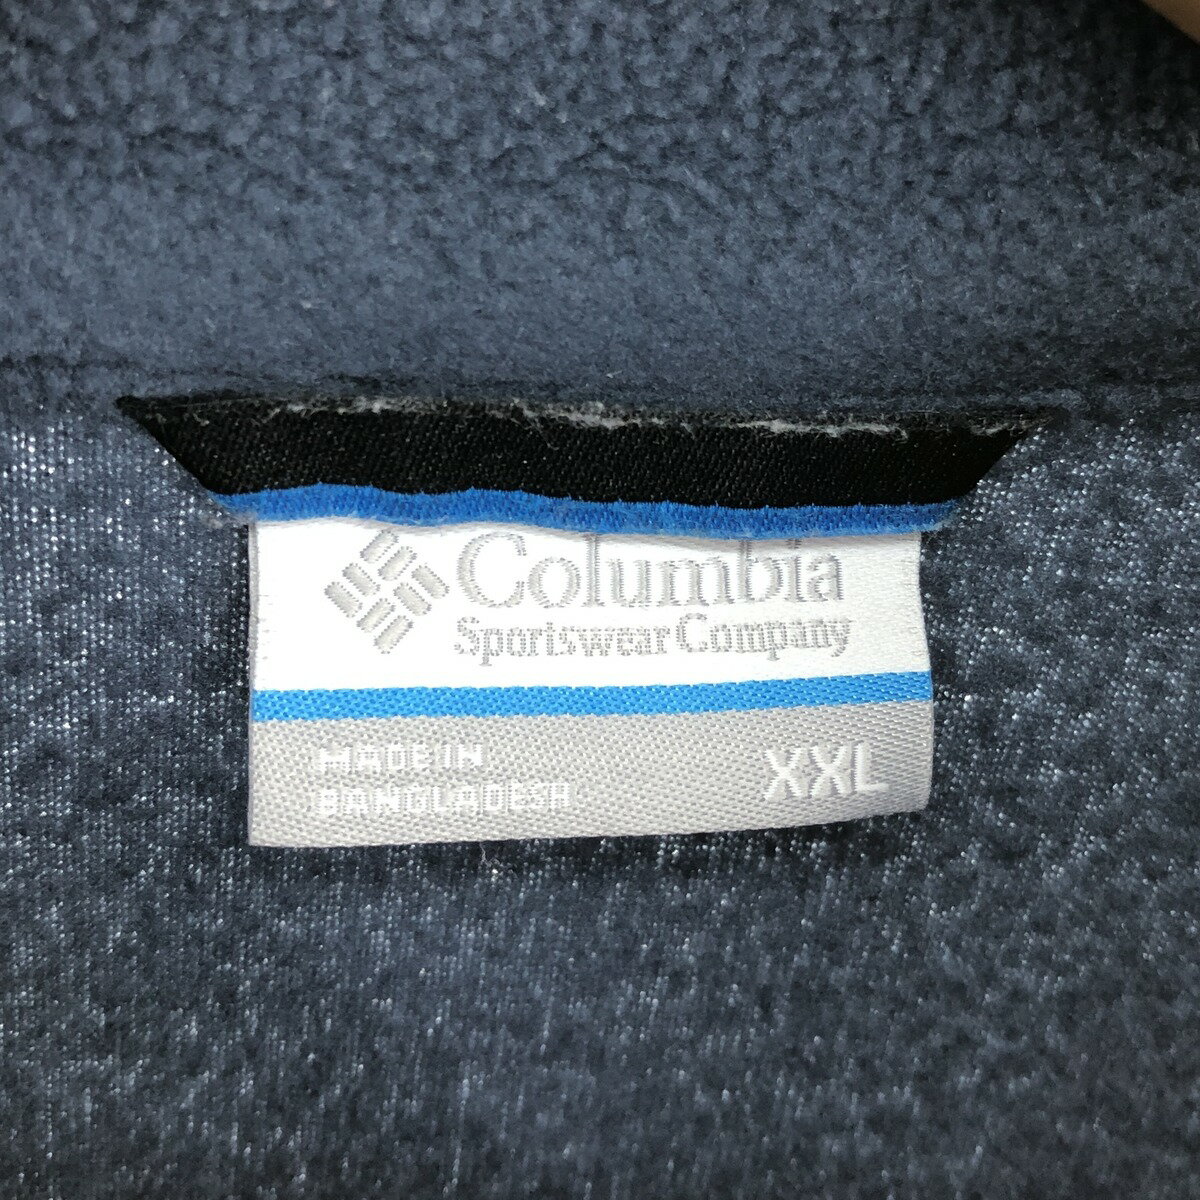 Columbia
Sportswear Company
MADE IN
BANGLADESH
XXL